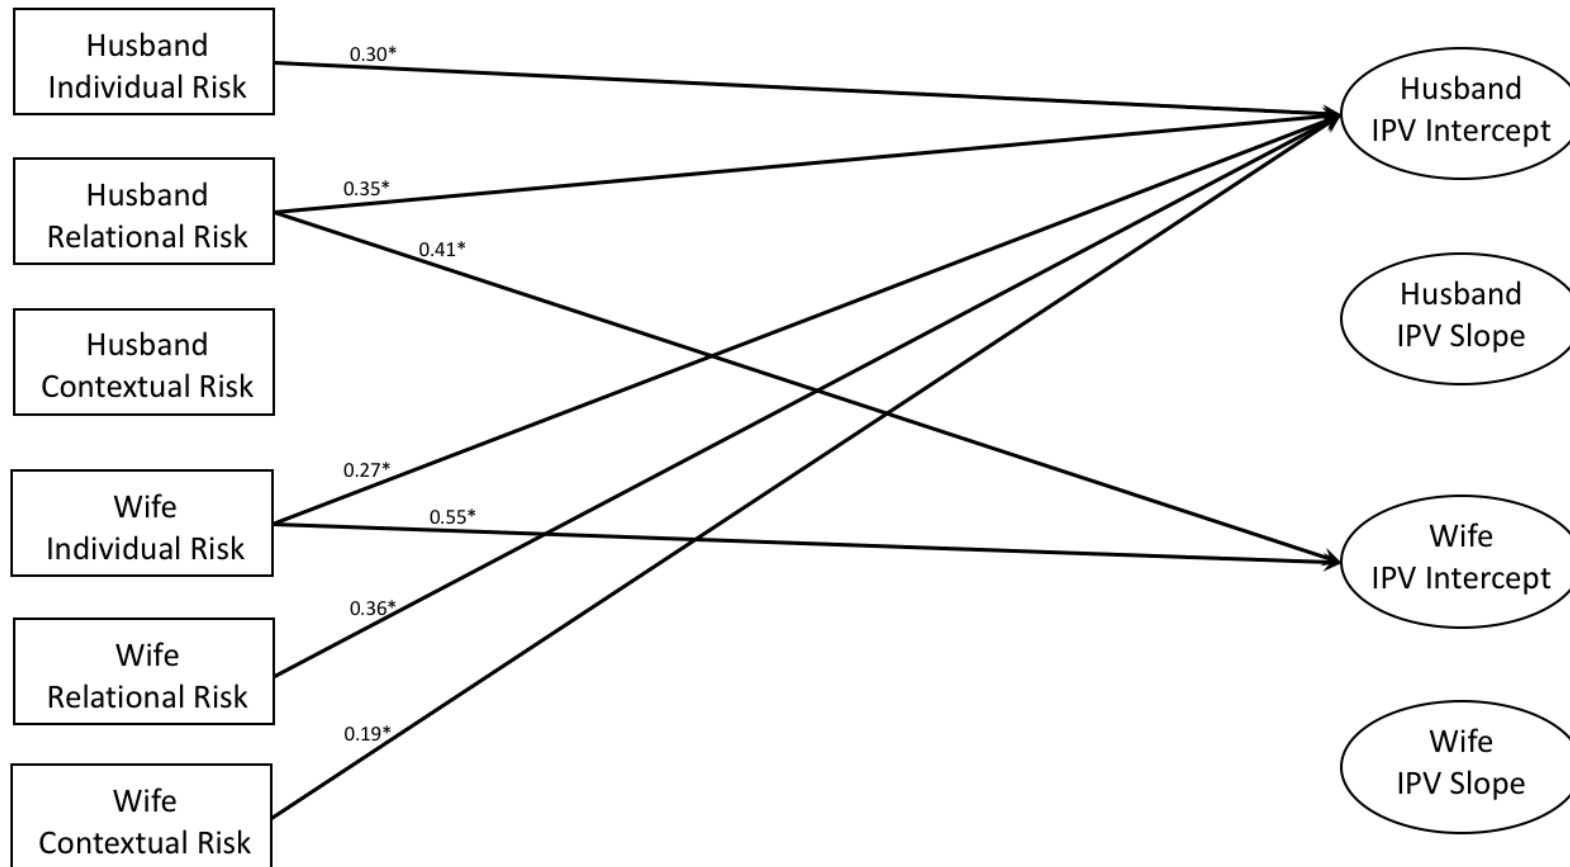 Husband
Individual Risk
0.30*
Husband
IPV Intercept
Husband
Relational Risk
0.35*
0.41*
Husband
IPV Slope
Husband
Contextual Risk
Wife
Individual Risk
0.27*
0.55*
Wife
IPV Intercept
Wife
Relational Risk
0.36*
Wife
Contextual Risk
0.19*
Wife
IPV Slope